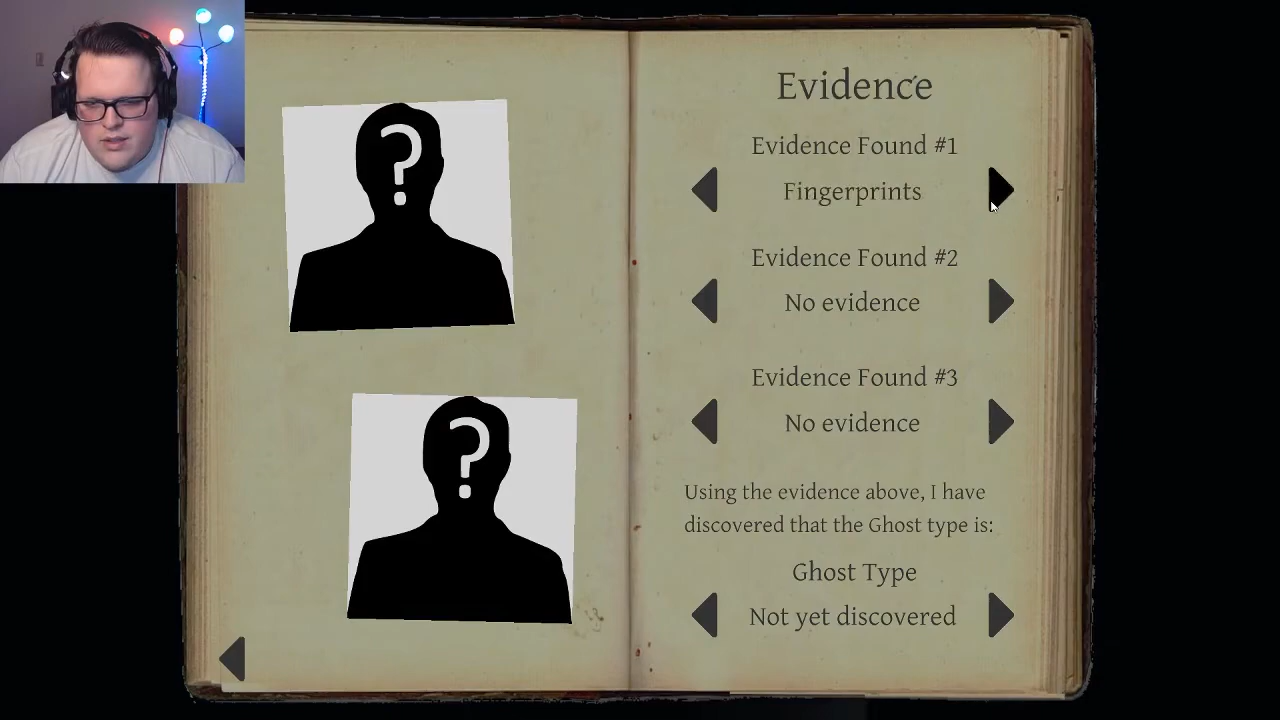 ?
?
Evidence
Evidence Found #1
Fingerprints
Evidence Found #2
No evidence
Evidence Found #3
No evidence
Using the evidence above, I have
discovered that the Ghost type is:
Ghost Type
Not yet discovered